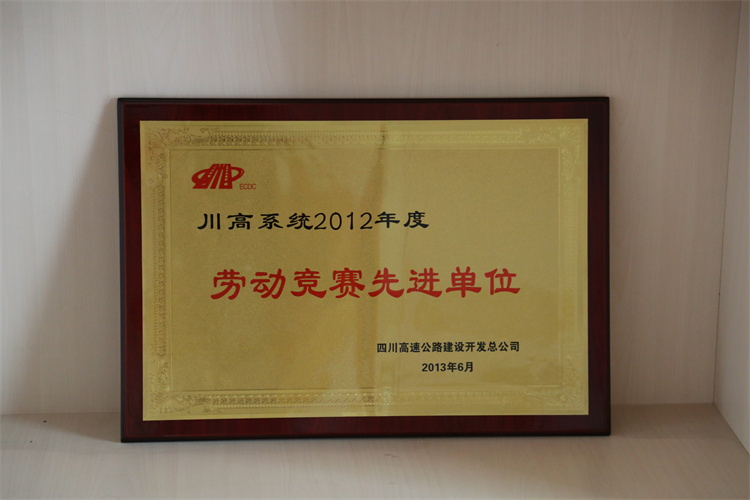 ECDC
川高系统2012年度
劳动竞赛先进单位
四川高速公路建设开发总公司
2013年6月